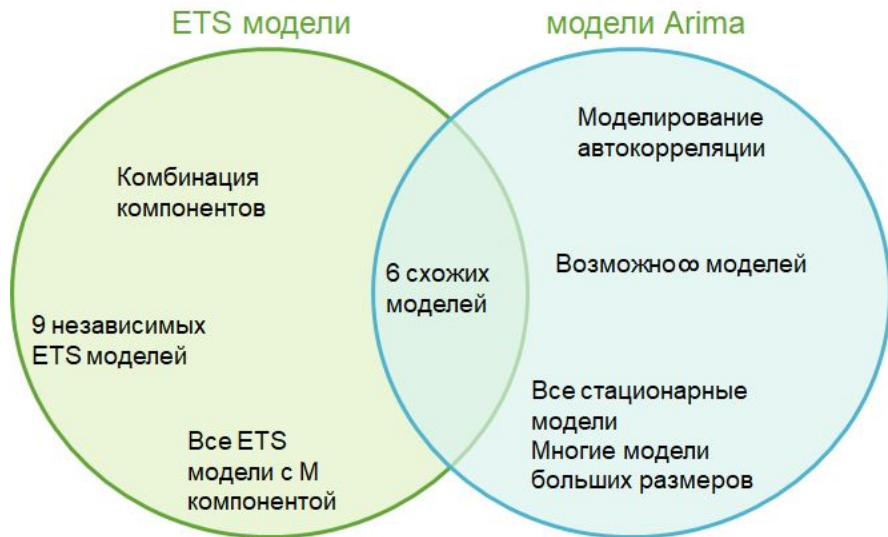 ETS модели
модели Arima
Моделирование
автокорреляции
Комбинация
компонентов
Возможно∞ моделей
6 схожих
моделей
9 независимых
ETS моделей
Все стационарные
модели
Многие модели
больших размеров
Все ETS
модели с М
компонентой